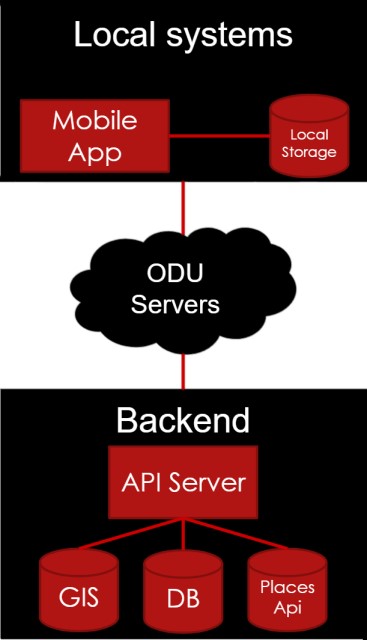 Local systems
Mobile
App
Local
Storage
ODU
Servers
Backend
API Server
GIS
DB
Places
Api